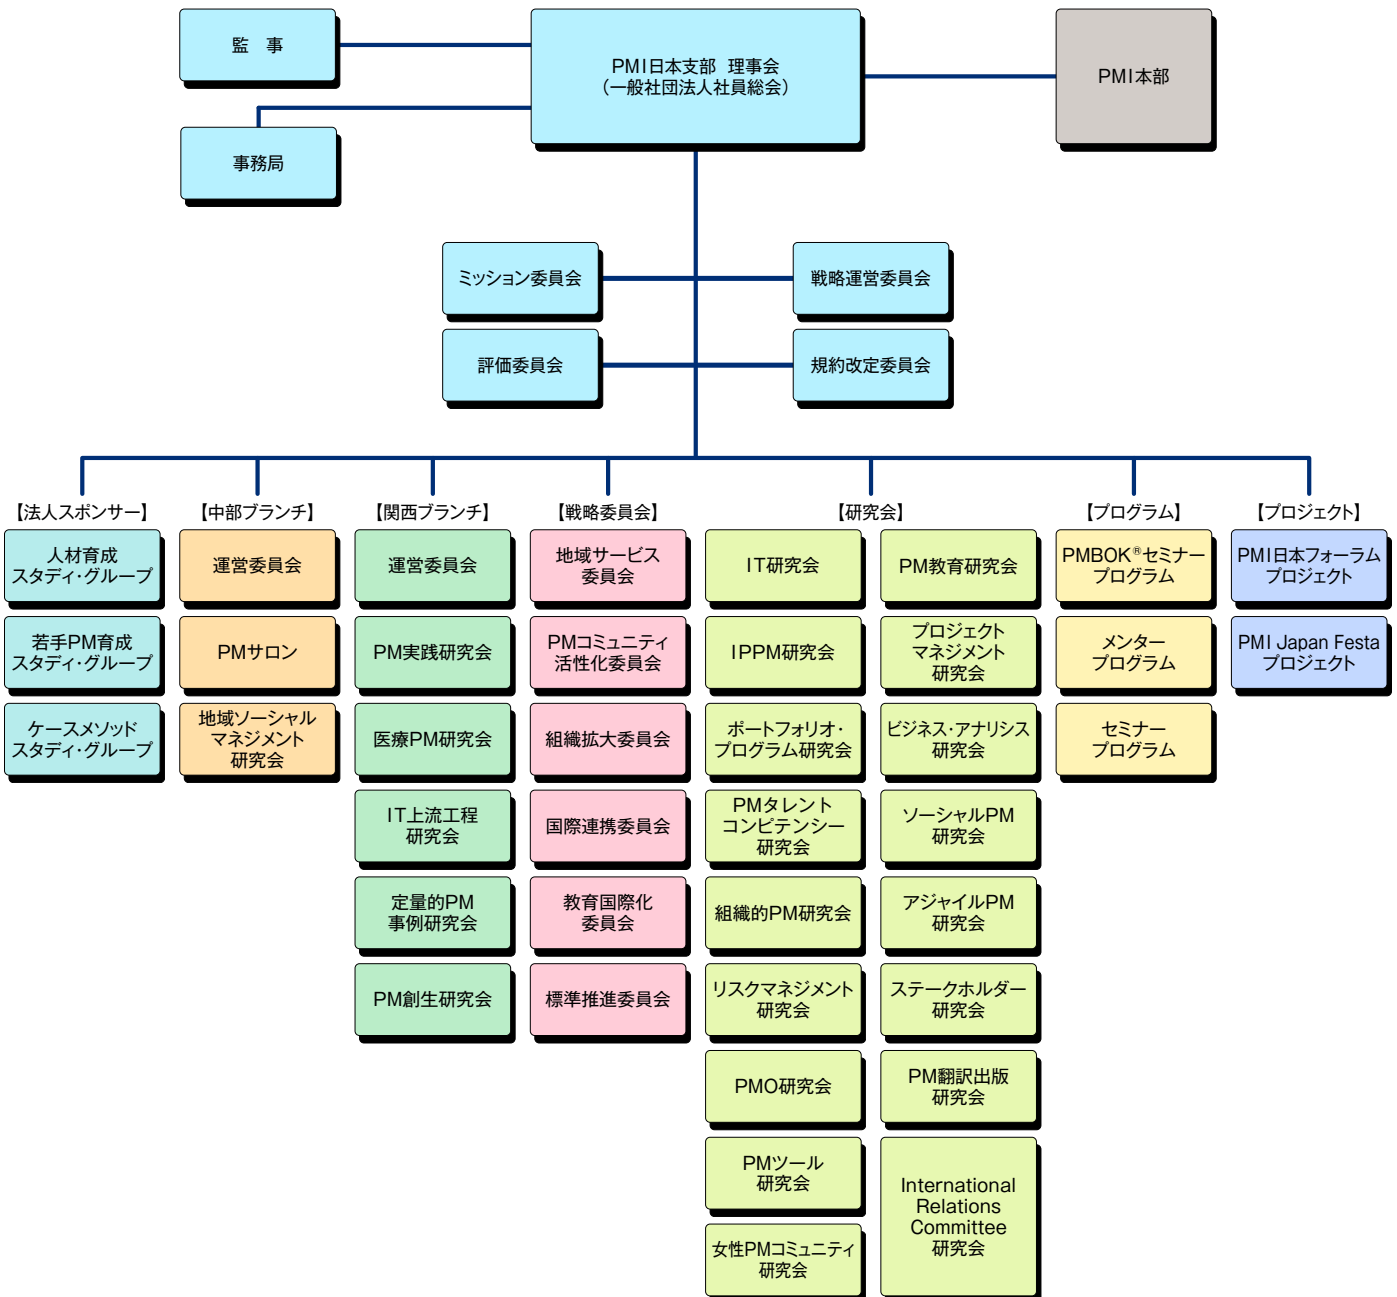 監　事
PMI日本支部　理事会
（一般社団法人社員総会）
PMI本部
事務局
ミッション委員会
戦略運営委員会
評価委員会
規約改定委員会
【法人スポンサー】
人材育成
スタディ・グループ
若手PM育成
スタディ・グループ
ケースメソッド
スタディ・グループ
【中部ブランチ】
運営委員会
PMサロン
地域ソーシャル
マネジメント
研究会
【関西ブランチ】
運営委員会
PM実践研究会
医療PM研究会
IT上流工程
研究会
定量的PM
事例研究会
PM創生研究会
【戦略委員会】
地域サービス
委員会
PMコミュニティ
活性化委員会
組織拡大委員会
国際連携委員会
教育国際化
委員会
標準推進委員会
【研究会】
IT研究会
IPPM研究会
ポートフォリオ・
プログラム研究会
PMタレント
コンピテンシー
研究会
組織的PM研究会
リスクマネジメント
研究会
PMO研究会
PMツール
研究会
女性PMコミュニティ
研究会
PM教育研究会
プロジェクト
マネジメント
研究会
ビジネス・アナリシス
研究会
ソーシャルPM
研究会
アジャイルPM
研究会
ステークホルダー
研究会
PM翻訳出版
研究会
International
Relations
Committee
研究会
【プログラム】
PMBOK®セミナー
プログラム
メンター
プログラム
セミナー
プログラム
【プロジェクト】
PMI日本フォーラム
プロジェクト
PMI Japan Festa
プロジェクト